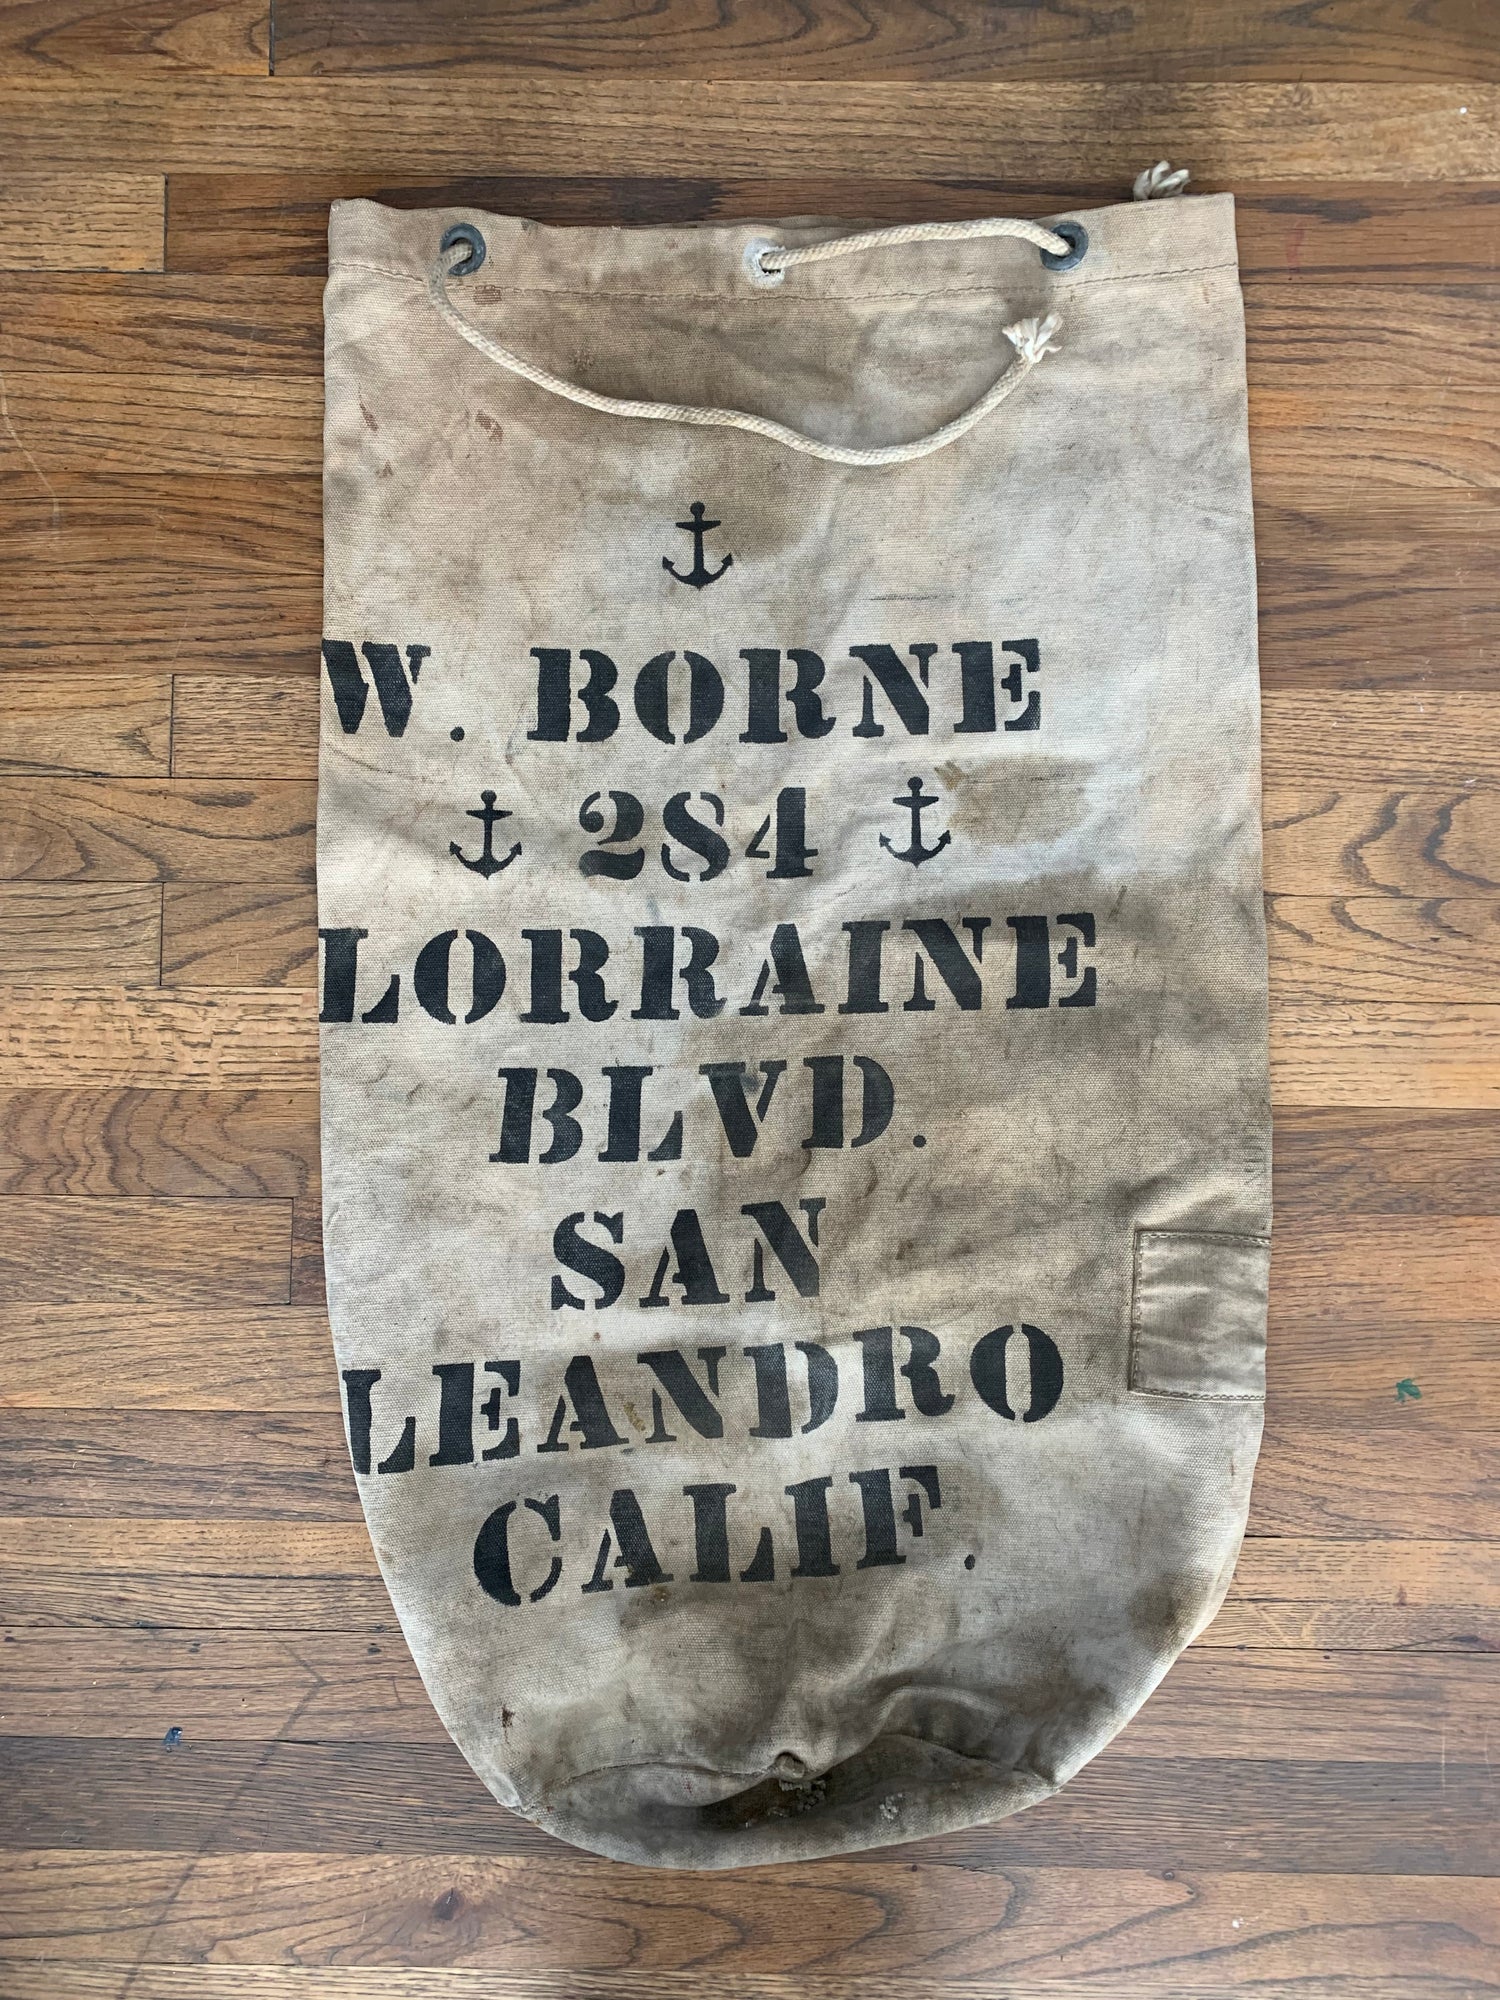 W. BORNE
284
LORRAINE
BLVD.
SAN
LEANDRO
CALIF.